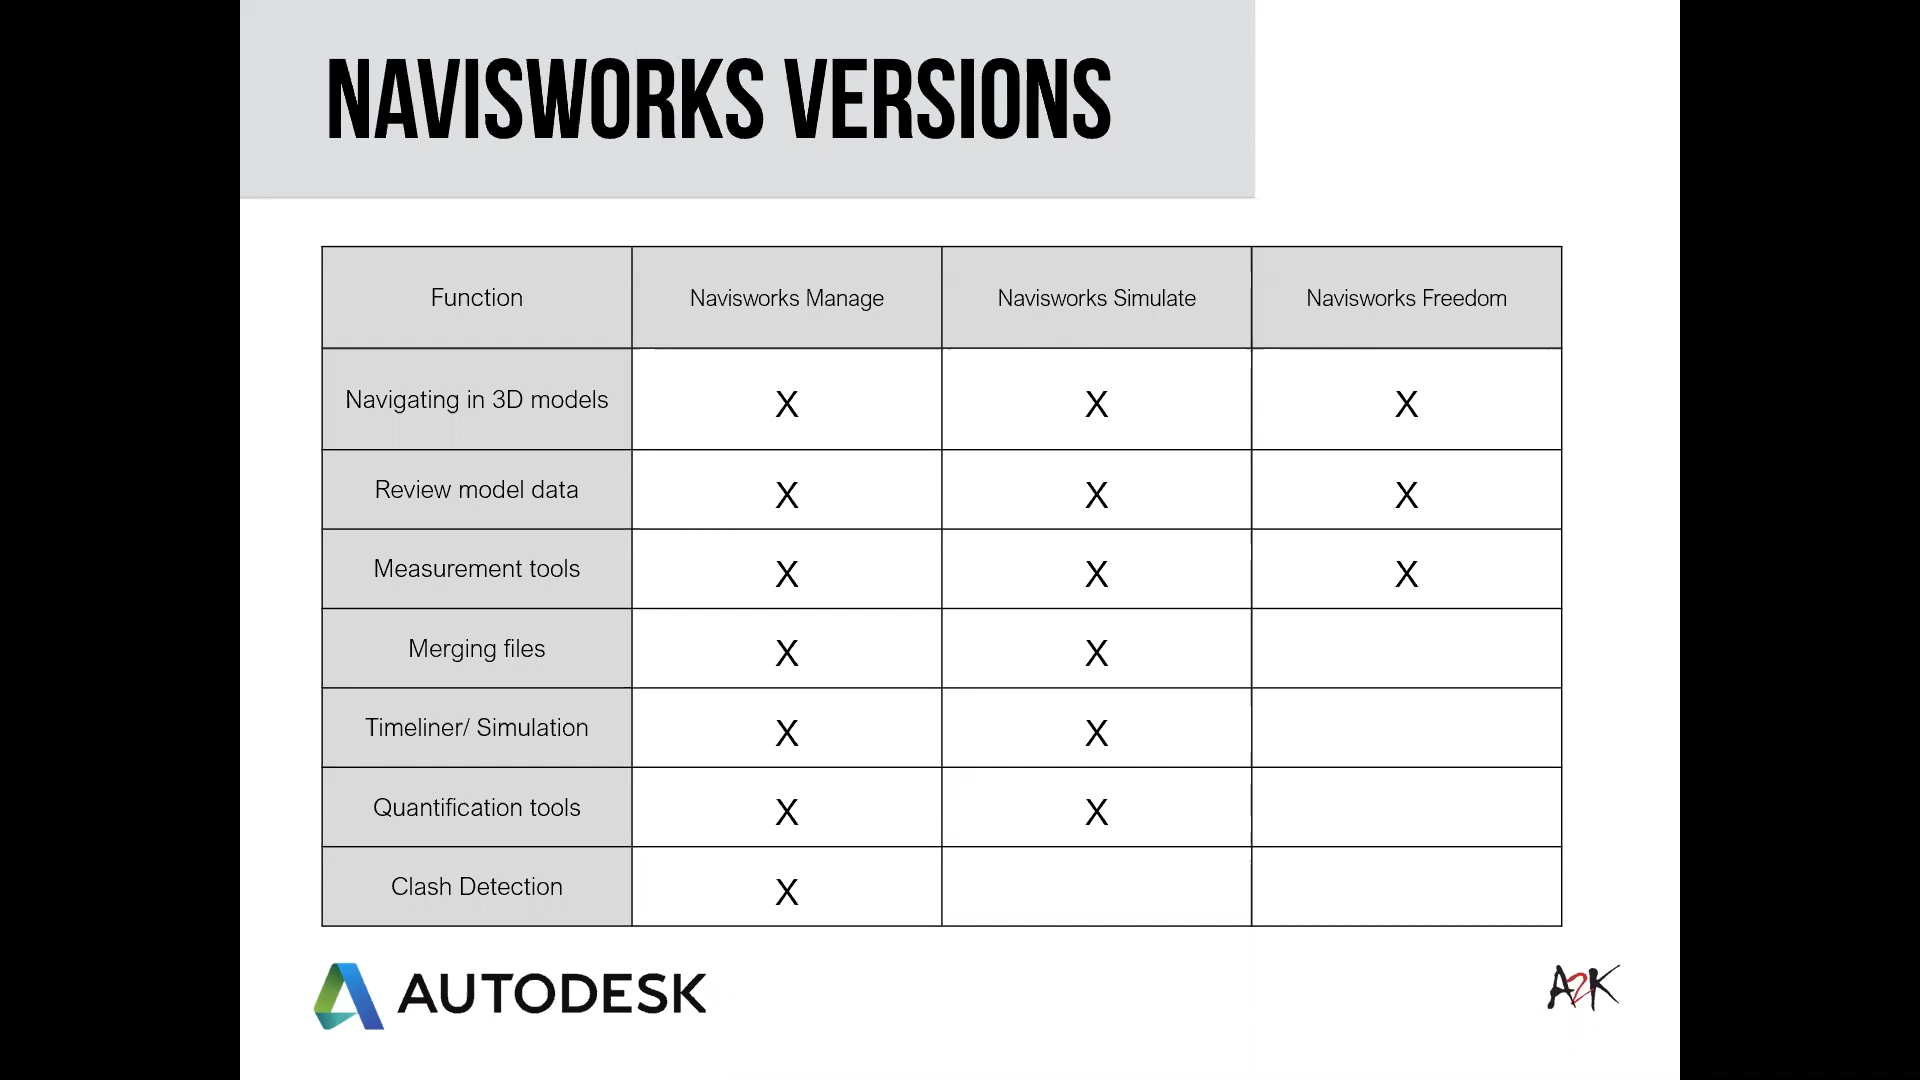 NAVISWORKS VERSIONS
Function Navisworks Manage Navisworks Simulate Navisworks Freedom
Navigating in 3D models X X X
Review model data X X X
Measurement tools X X X
Merging files X X
Timeliner/ Simulation X X
Quantification tools X X
Clash Detection X
AUTODESK
A2K